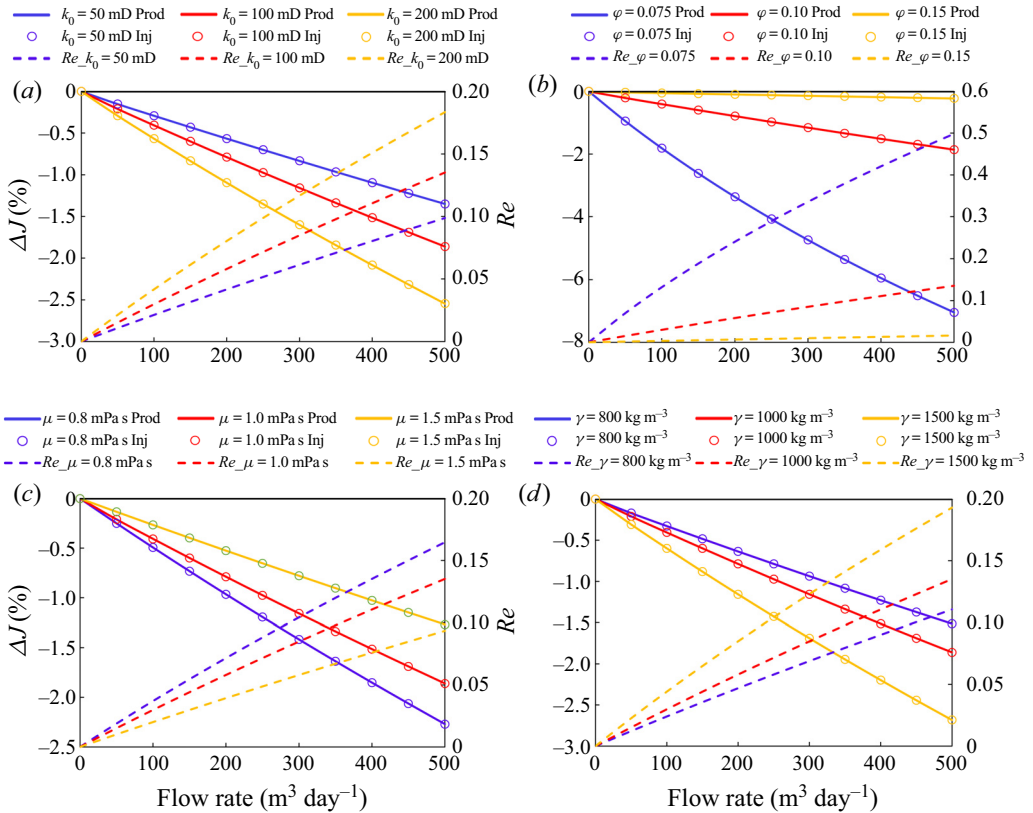 k₀ = 50 mD Prod k₀ = 100 mD Prod k₀ = 200 mD Prod
k₀ = 50 mD Inj k₀ = 100 mD Inj k₀ = 200 mD Inj
Re_k₀ = 50 mD Re_k₀ = 100 mD Re_k₀ = 200 mD
(a)
0
–0.5
–1.0
–1.5
–2.0
–2.5
–3.0
ΔJ (%)
0.20
0.15
0.10
0.05
0
Re
0 100 200 300 400 500
φ = 0.075 Prod φ = 0.10 Prod φ = 0.15 Prod
φ = 0.075 Inj φ = 0.10 Inj φ = 0.15 Inj
Re_φ = 0.075 Re_φ = 0.10 Re_φ = 0.15
(b)
0
–2
–4
–6
–8
0.6
0.5
0.4
0.3
0.2
0.1
0
0 100 200 300 400 500
μ = 0.8 mPa s Prod μ = 1.0 mPa s Prod μ = 1.5 mPa s Prod
μ = 0.8 mPa s Inj μ = 1.0 mPa s Inj μ = 1.5 mPa s Inj
Re_μ = 0.8 mPa s Re_μ = 1.0 mPa s Re_μ = 1.5 mPa s
(c)
0
–0.5
–1.0
–1.5
–2.0
–2.5
ΔJ (%)
0.20
0.15
0.10
0.05
0
Re
0 100 200 300 400 500
Flow rate (m³ day⁻¹)
γ = 800 kg m⁻³ γ = 1000 kg m⁻³ γ = 1500 kg m⁻³
γ = 800 kg m⁻³ γ = 1000 kg m⁻³ γ = 1500 kg m⁻³
Re_γ = 800 kg m⁻³ Re_γ = 1000 kg m⁻³ Re_γ = 1500 kg m⁻³
(d)
0
–0.5
–1.0
–1.5
–2.0
–2.5
–3.0
0.20
0.15
0.10
0.05
0
0 100 200 300 400 500
Flow rate (m³ day⁻¹)